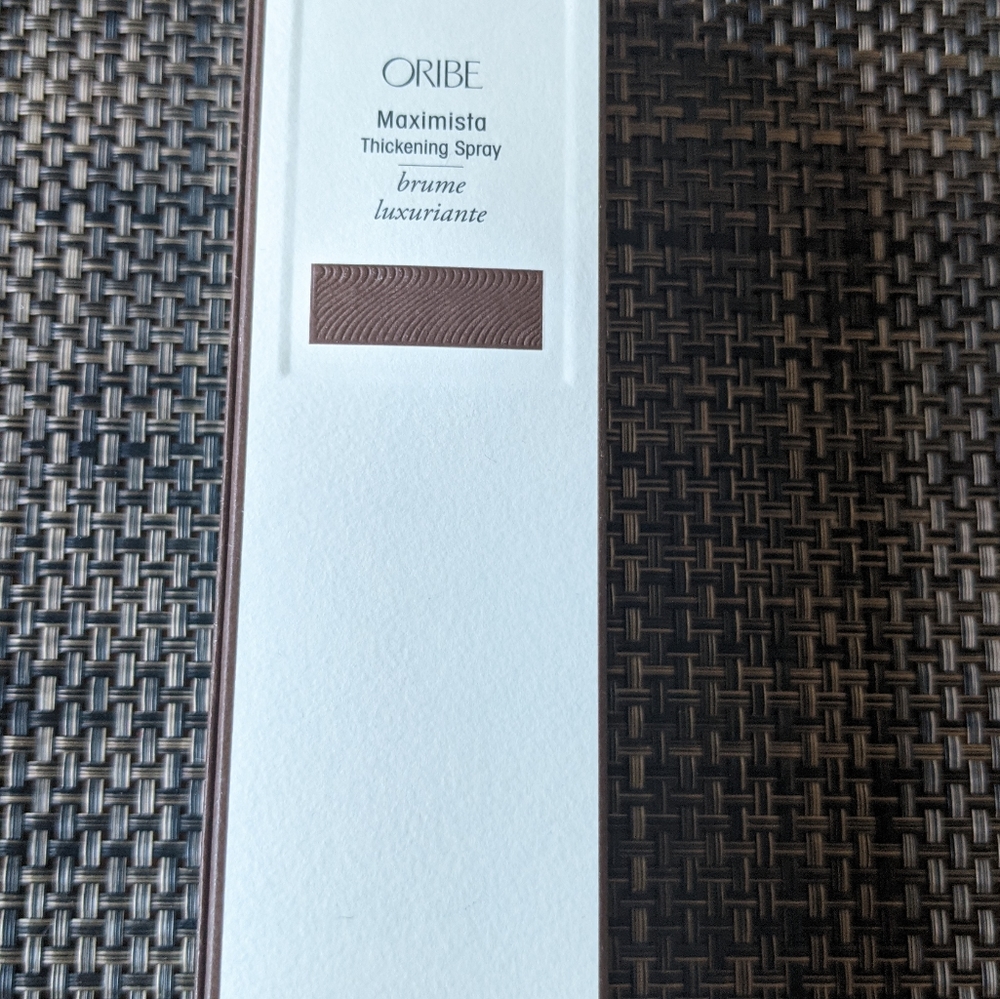 ORIBE
Maximista
Thickening Spray
brume
luxuriante